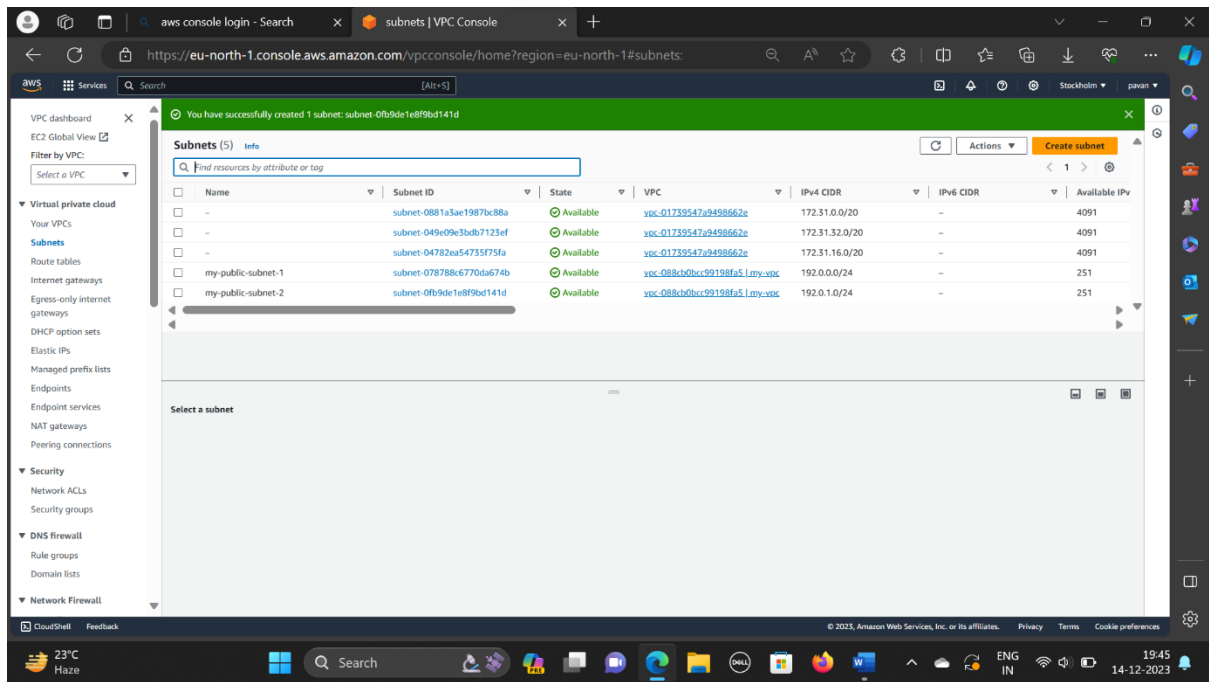 aws console login - Search
subnets | VPC Console
https://eu-north-1.console.aws.amazon.com/vpcconsole/home?region=eu-north-1#subnets:
aws Services Search [Alt+S] Stockholm ▼ pavan ▼
VPC dashboard
EC2 Global View
Filter by VPC:
Select a VPC
Virtual private cloud
Your VPCs
Subnets
Route tables
Internet gateways
Egress-only internet
gateways
DHCP option sets
Elastic IPs
Managed prefix lists
Endpoints
Endpoint services
NAT gateways
Peering connections
Security
Network ACLs
Security groups
DNS firewall
Rule groups
Domain lists
Network Firewall
You have successfully created 1 subnet: subnet-0fb9de1e8f9bd141d
Subnets (5) Info Actions ▼ Create subnet
Find resources by attribute or tag 1
Name Subnet ID State VPC IPv4 CIDR IPv6 CIDR Available IPv
– subnet-0881a3ae1987bc88a Available vpc-01739547a9498662e 172.31.0.0/20 – 4091
– subnet-049e09e3bdb7123ef Available vpc-01739547a9498662e 172.31.32.0/20 – 4091
– subnet-04782ea54735f75fa Available vpc-01739547a9498662e 172.31.16.0/20 – 4091
my-public-subnet-1 subnet-078788c6770da674b Available vpc-088cb0bcc99198fa5 | my-vpc 192.0.0.0/24 – 251
my-public-subnet-2 subnet-0fb9de1e8f9bd141d Available vpc-088cb0bcc99198fa5 | my-vpc 192.0.1.0/24 – 251
Select a subnet
CloudShell Feedback © 2023, Amazon Web Services, Inc. or its affiliates. Privacy Terms Cookie preferences
23°C
Haze
Search
PRE
DELL
ENG
IN
19:45
14-12-2023